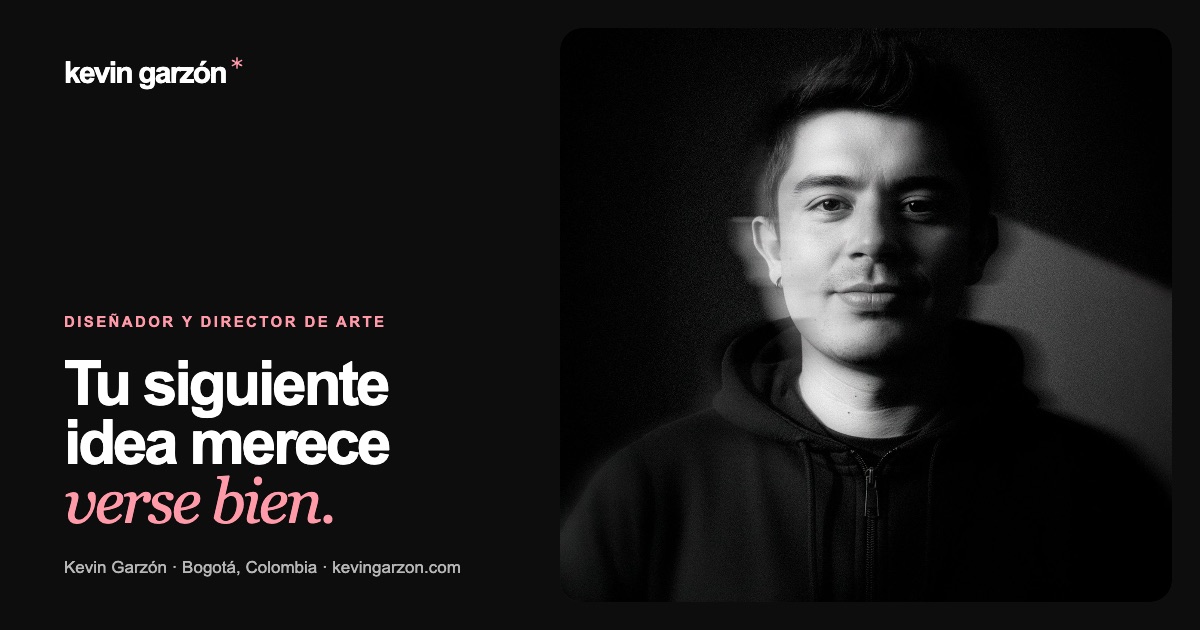 kevin garzón*
DISEÑADOR Y DIRECTOR DE ARTE
Tu siguiente
idea merece
verse bien.
Kevin Garzón · Bogotá, Colombia · kevingarzon.com